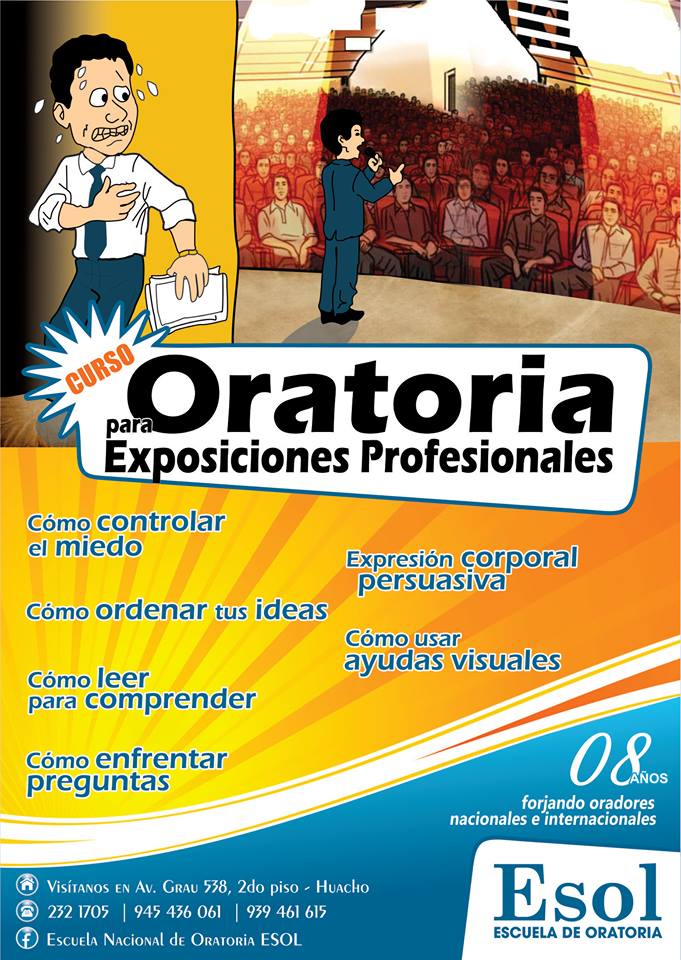 CURSO
Oratoria
para
Exposiciones Profesionales
Cómo controlar
el miedo
Cómo ordenar tus ideas
Cómo leer
para comprender
Cómo enfrentar
preguntas
Expresión corporal
persuasiva
Cómo usar
ayudas visuales
08 AÑOS
forjando oradores
nacionales e internacionales
Visítanos en Av. Grau 538, 2do piso - Huacho
232 1705 | 945 436 061 | 939 461 615
Escuela Nacional de Oratoria ESOL
Esol
ESCUELA DE ORATORIA